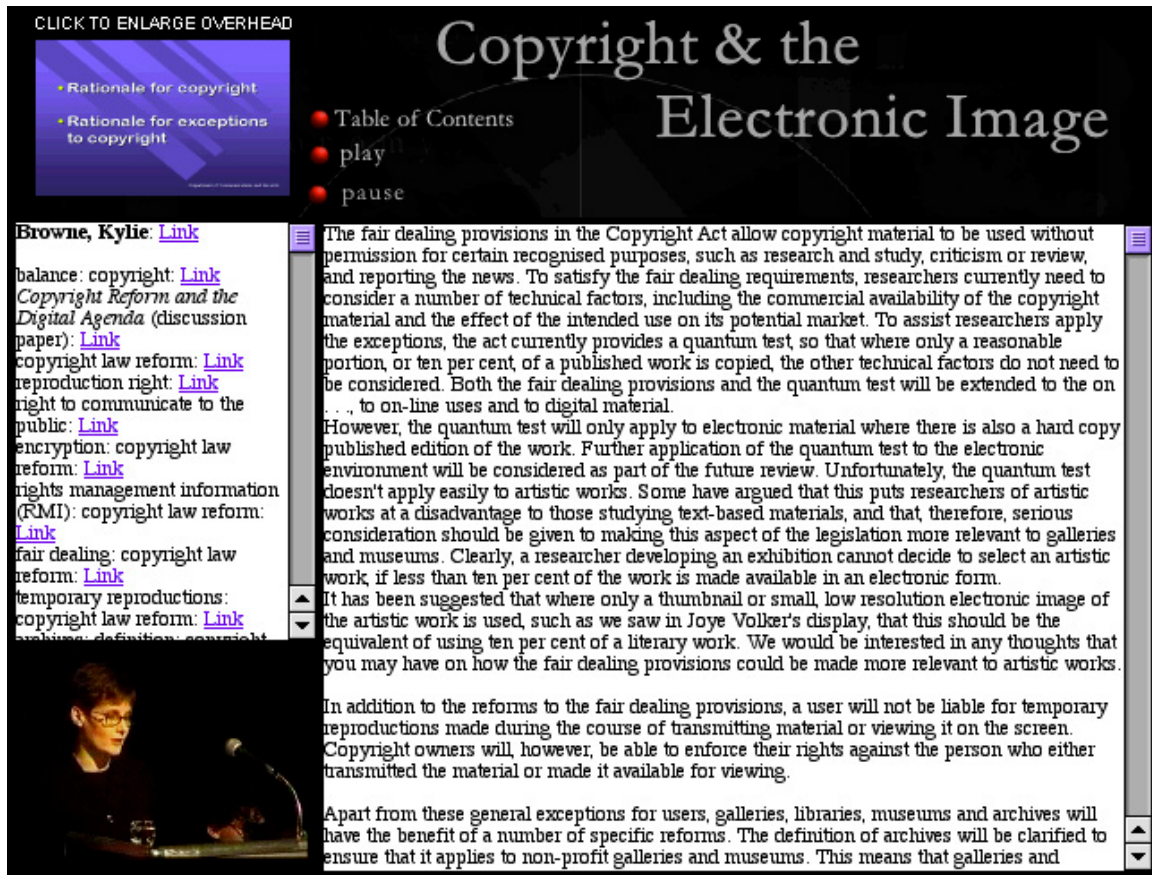 CLICK TO ENLARGE OVERHEAD
• Rationale for copyright
• Rationale for exceptions
to copyright
Copyright & the
Electronic Image
Table of Contents
play
pause
Browne, Kylie: Link
balance: copyright: Link
Copyright Reform and the
Digital Agenda (discussion
paper): Link
copyright law reform: Link
reproduction right: Link
right to communicate to the
public: Link
encryption: copyright law
reform: Link
rights management information
(RMI): copyright law reform:
Link
fair dealing: copyright law
reform: Link
temporary reproductions:
copyright law reform: Link
The fair dealing provisions in the Copyright Act allow copyright material to be used without
permission for certain recognised purposes, such as research and study, criticism or review,
and reporting the news. To satisfy the fair dealing requirements, researchers currently need to
consider a number of technical factors, including the commercial availability of the copyright
material and the effect of the intended use on its potential market. To assist researchers apply
the exceptions, the act currently provides a quantum test, so that where only a reasonable
portion, or ten per cent, of a published work is copied, the other technical factors do not need to
be considered. Both the fair dealing provisions and the quantum test will be extended to the on
. . ., to on-line uses and to digital material.
However, the quantum test will only apply to electronic material where there is also a hard copy
published edition of the work. Further application of the quantum test to the electronic
environment will be considered as part of the future review. Unfortunately, the quantum test
doesn't apply easily to artistic works. Some have argued that this puts researchers of artistic
works at a disadvantage to those studying text-based materials, and that, therefore, serious
consideration should be given to making this aspect of the legislation more relevant to galleries
and museums. Clearly, a researcher developing an exhibition cannot decide to select an artistic
work, if less than ten per cent of the work is made available in an electronic form.
It has been suggested that where only a thumbnail or small, low resolution electronic image of
the artistic work is used, such as we saw in Joye Volker's display, that this should be the
equivalent of using ten per cent of a literary work. We would be interested in any thoughts that
you may have on how the fair dealing provisions could be made more relevant to artistic works.
In addition to the reforms to the fair dealing provisions, a user will not be liable for temporary
reproductions made during the course of transmitting material or viewing it on the screen.
Copyright owners will, however, be able to enforce their rights against the person who either
transmitted the material or made it available for viewing.
Apart from these general exceptions for users, galleries, libraries, museums and archives will
have the benefit of a number of specific reforms. The definition of archives will be clarified to
ensure that it applies to non-profit galleries and museums. This means that galleries and